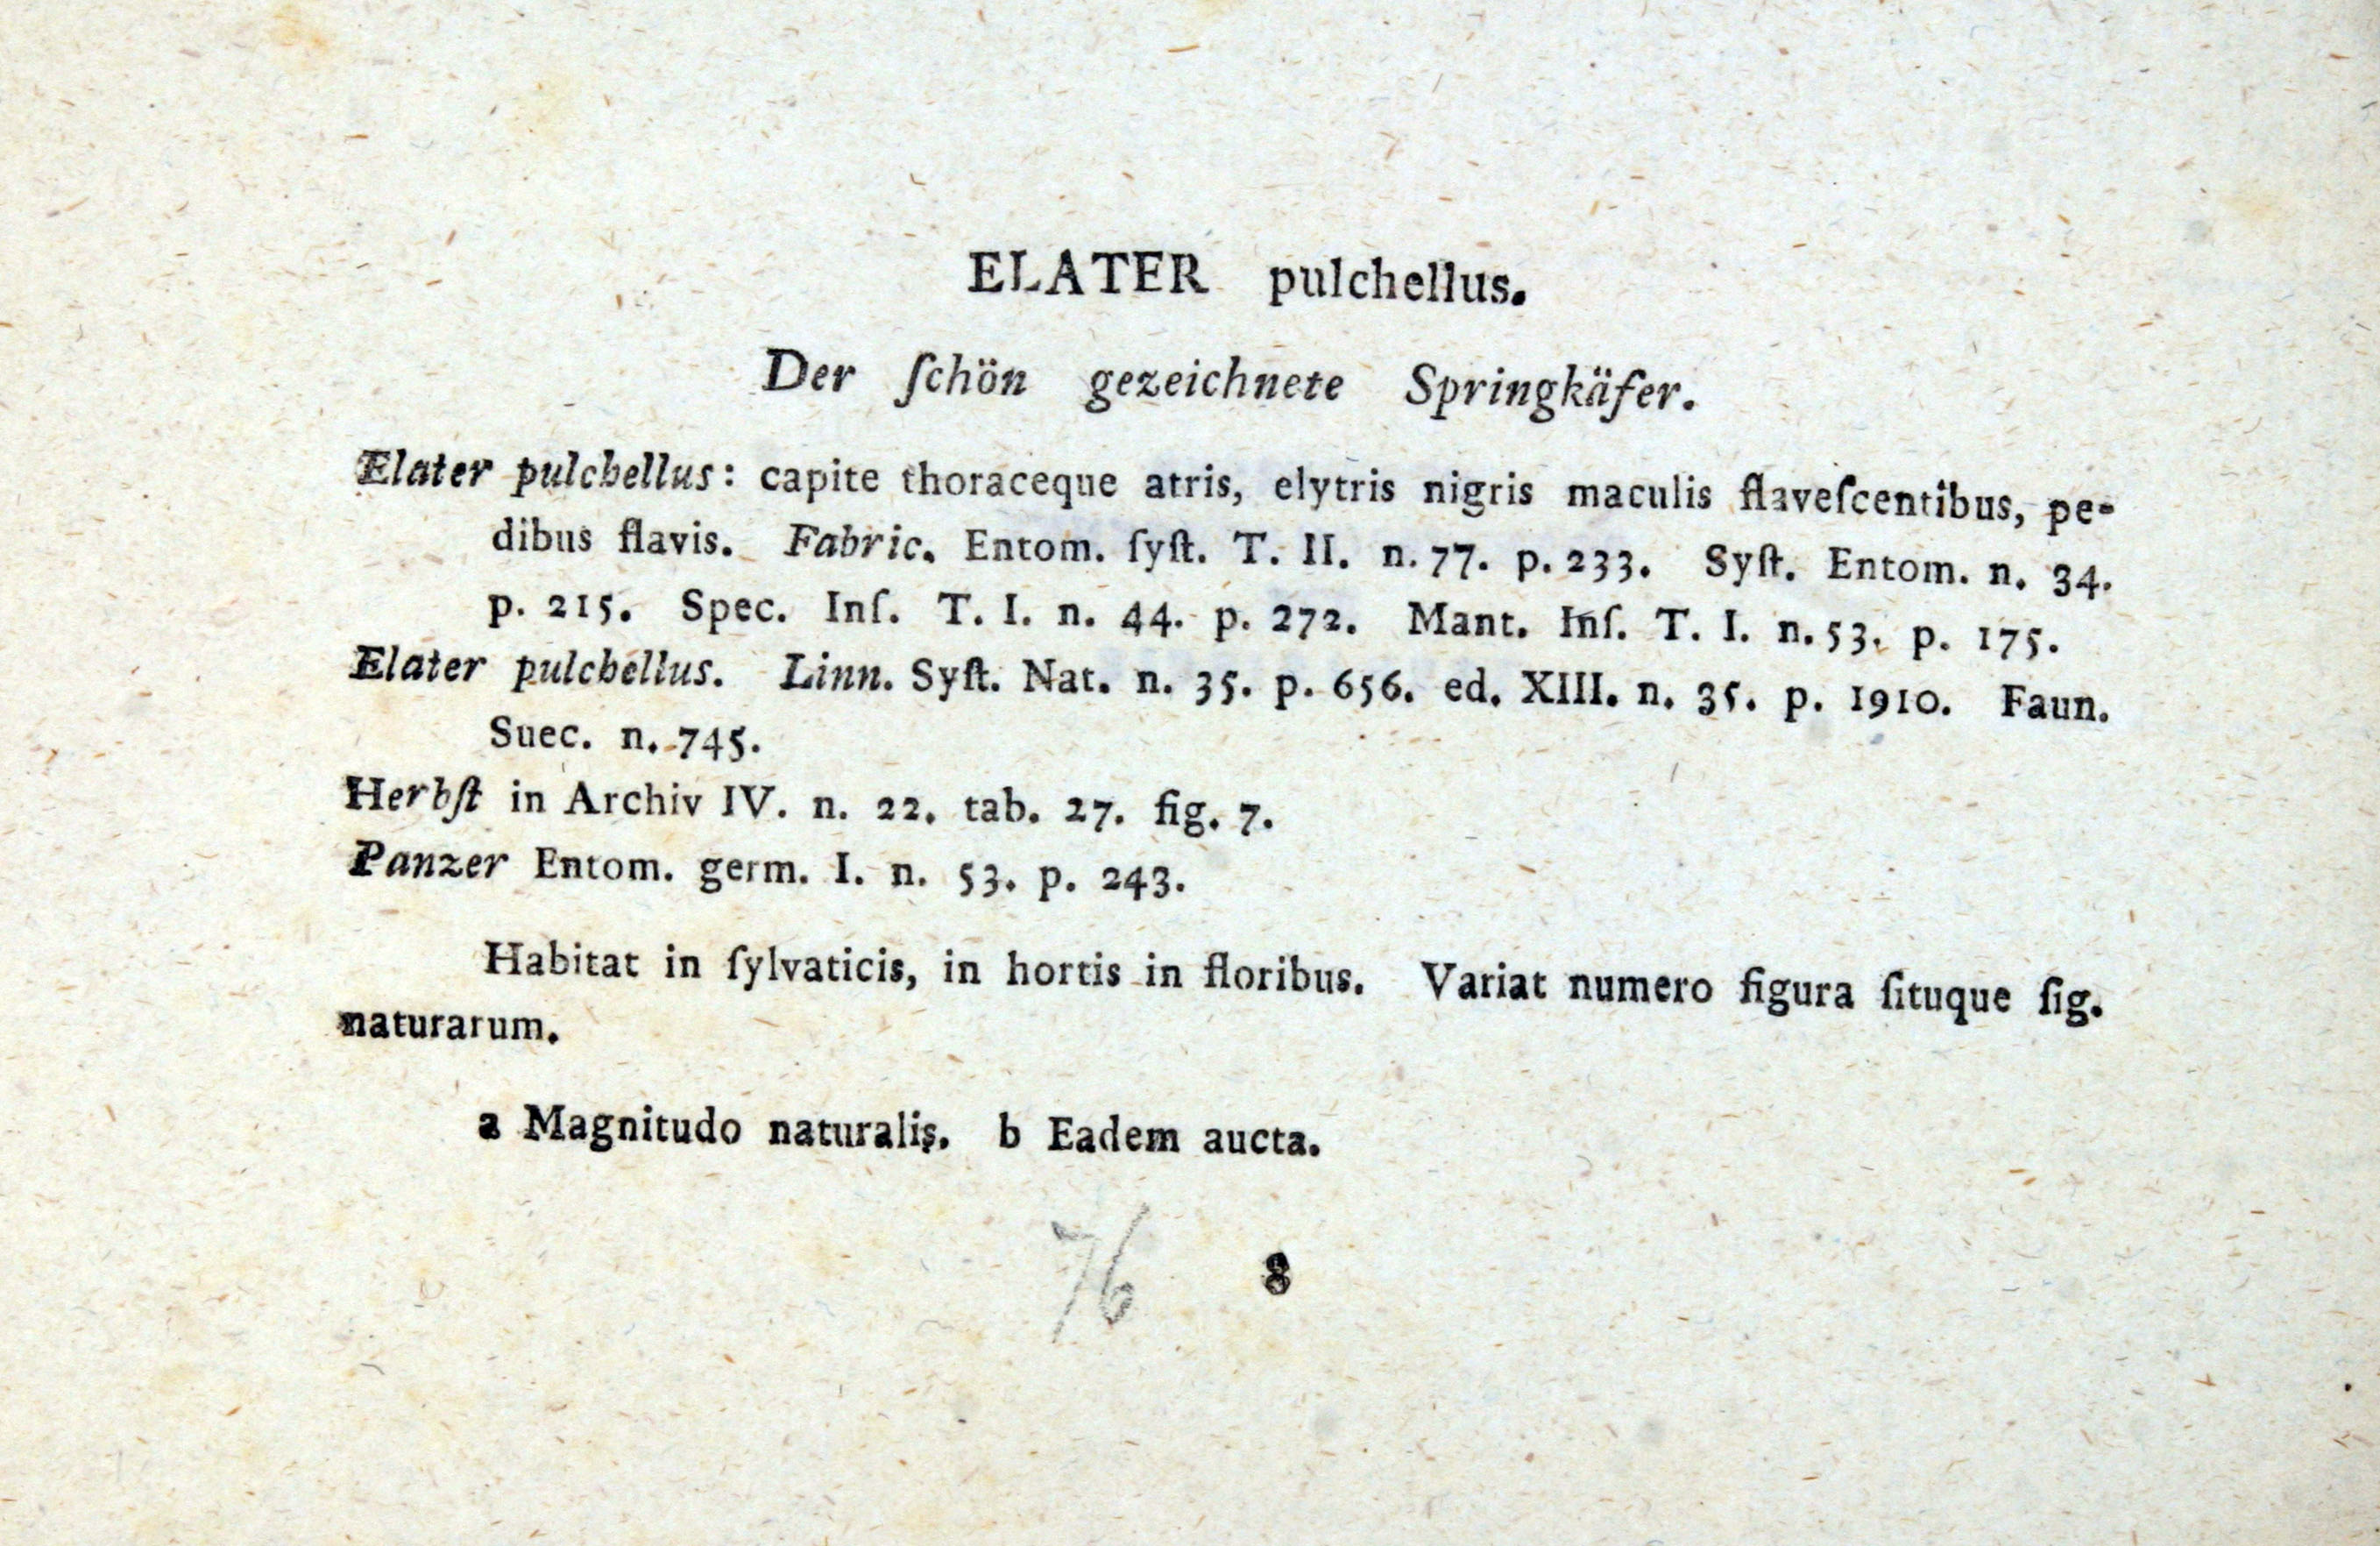 ELATER pulchellus.
Der ſchön gezeichnete Springkäfer.
Elater pulchellus: capite thoraceque atris, elytris nigris maculis flaveſcentibus, pe-
dibus flavis. Fabric. Entom. ſyſt. T. II. n. 77. p. 233. Syſt. Entom. n. 34.
p. 215. Spec. Inſ. T. I. n. 44. p. 272. Mant. Inſ. T. I. n. 53. p. 175.
Elater pulchellus. Linn. Syſt. Nat. n. 35. p. 656. ed. XIII. n. 35. p. 1910. Faun.
Suec. n. 745.
Herbſt in Archiv IV. n. 22. tab. 27. fig. 7.
Panzer Entom. germ. I. n. 53. p. 243.
Habitat in ſylvaticis, in hortis in floribus. Variat numero figura ſituque ſig.
naturarum.
a Magnitudo naturalis. b Eadem aucta.
76 8